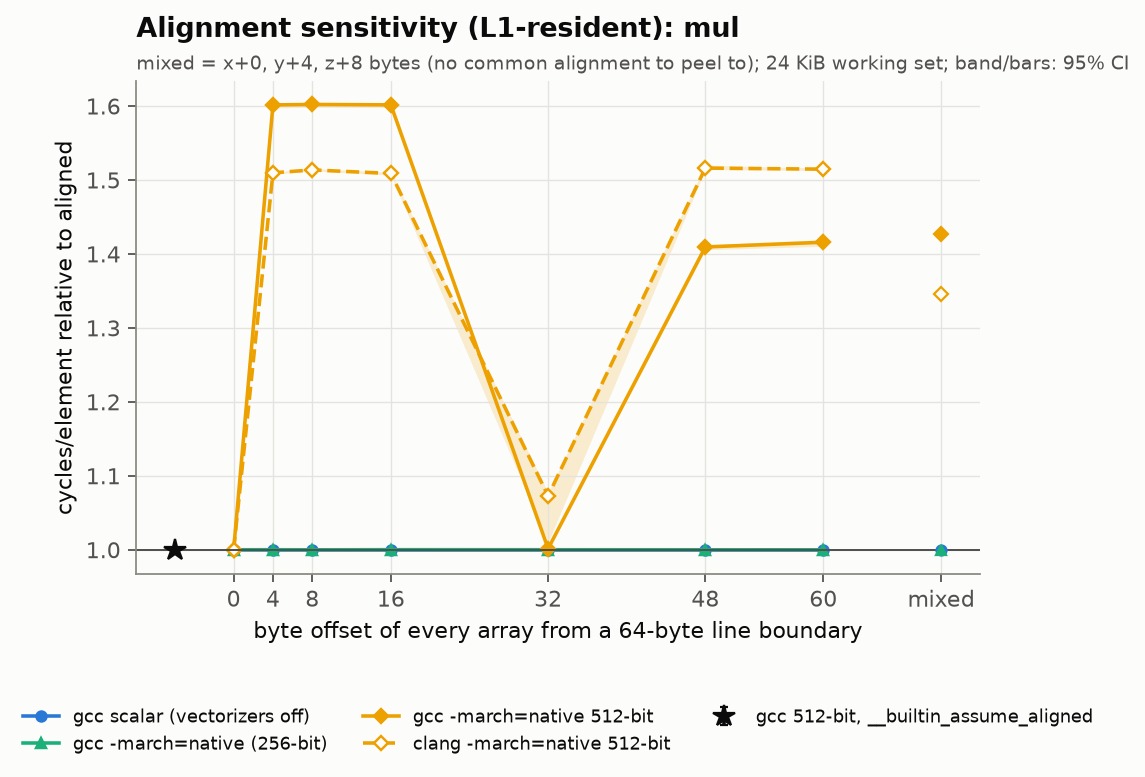 Alignment sensitivity (L1-resident): mul
mixed = x+0, y+4, z+8 bytes (no common alignment to peel to); 24 KiB working set; band/bars: 95% CI
cycles/element relative to aligned
1.6
1.5
1.4
1.3
1.2
1.1
1.0
0 4 8 16 32 48 60 mixed
byte offset of every array from a 64-byte line boundary
gcc scalar (vectorizers off)
gcc -march=native (256-bit)
gcc -march=native 512-bit
clang -march=native 512-bit
gcc 512-bit, __builtin_assume_aligned